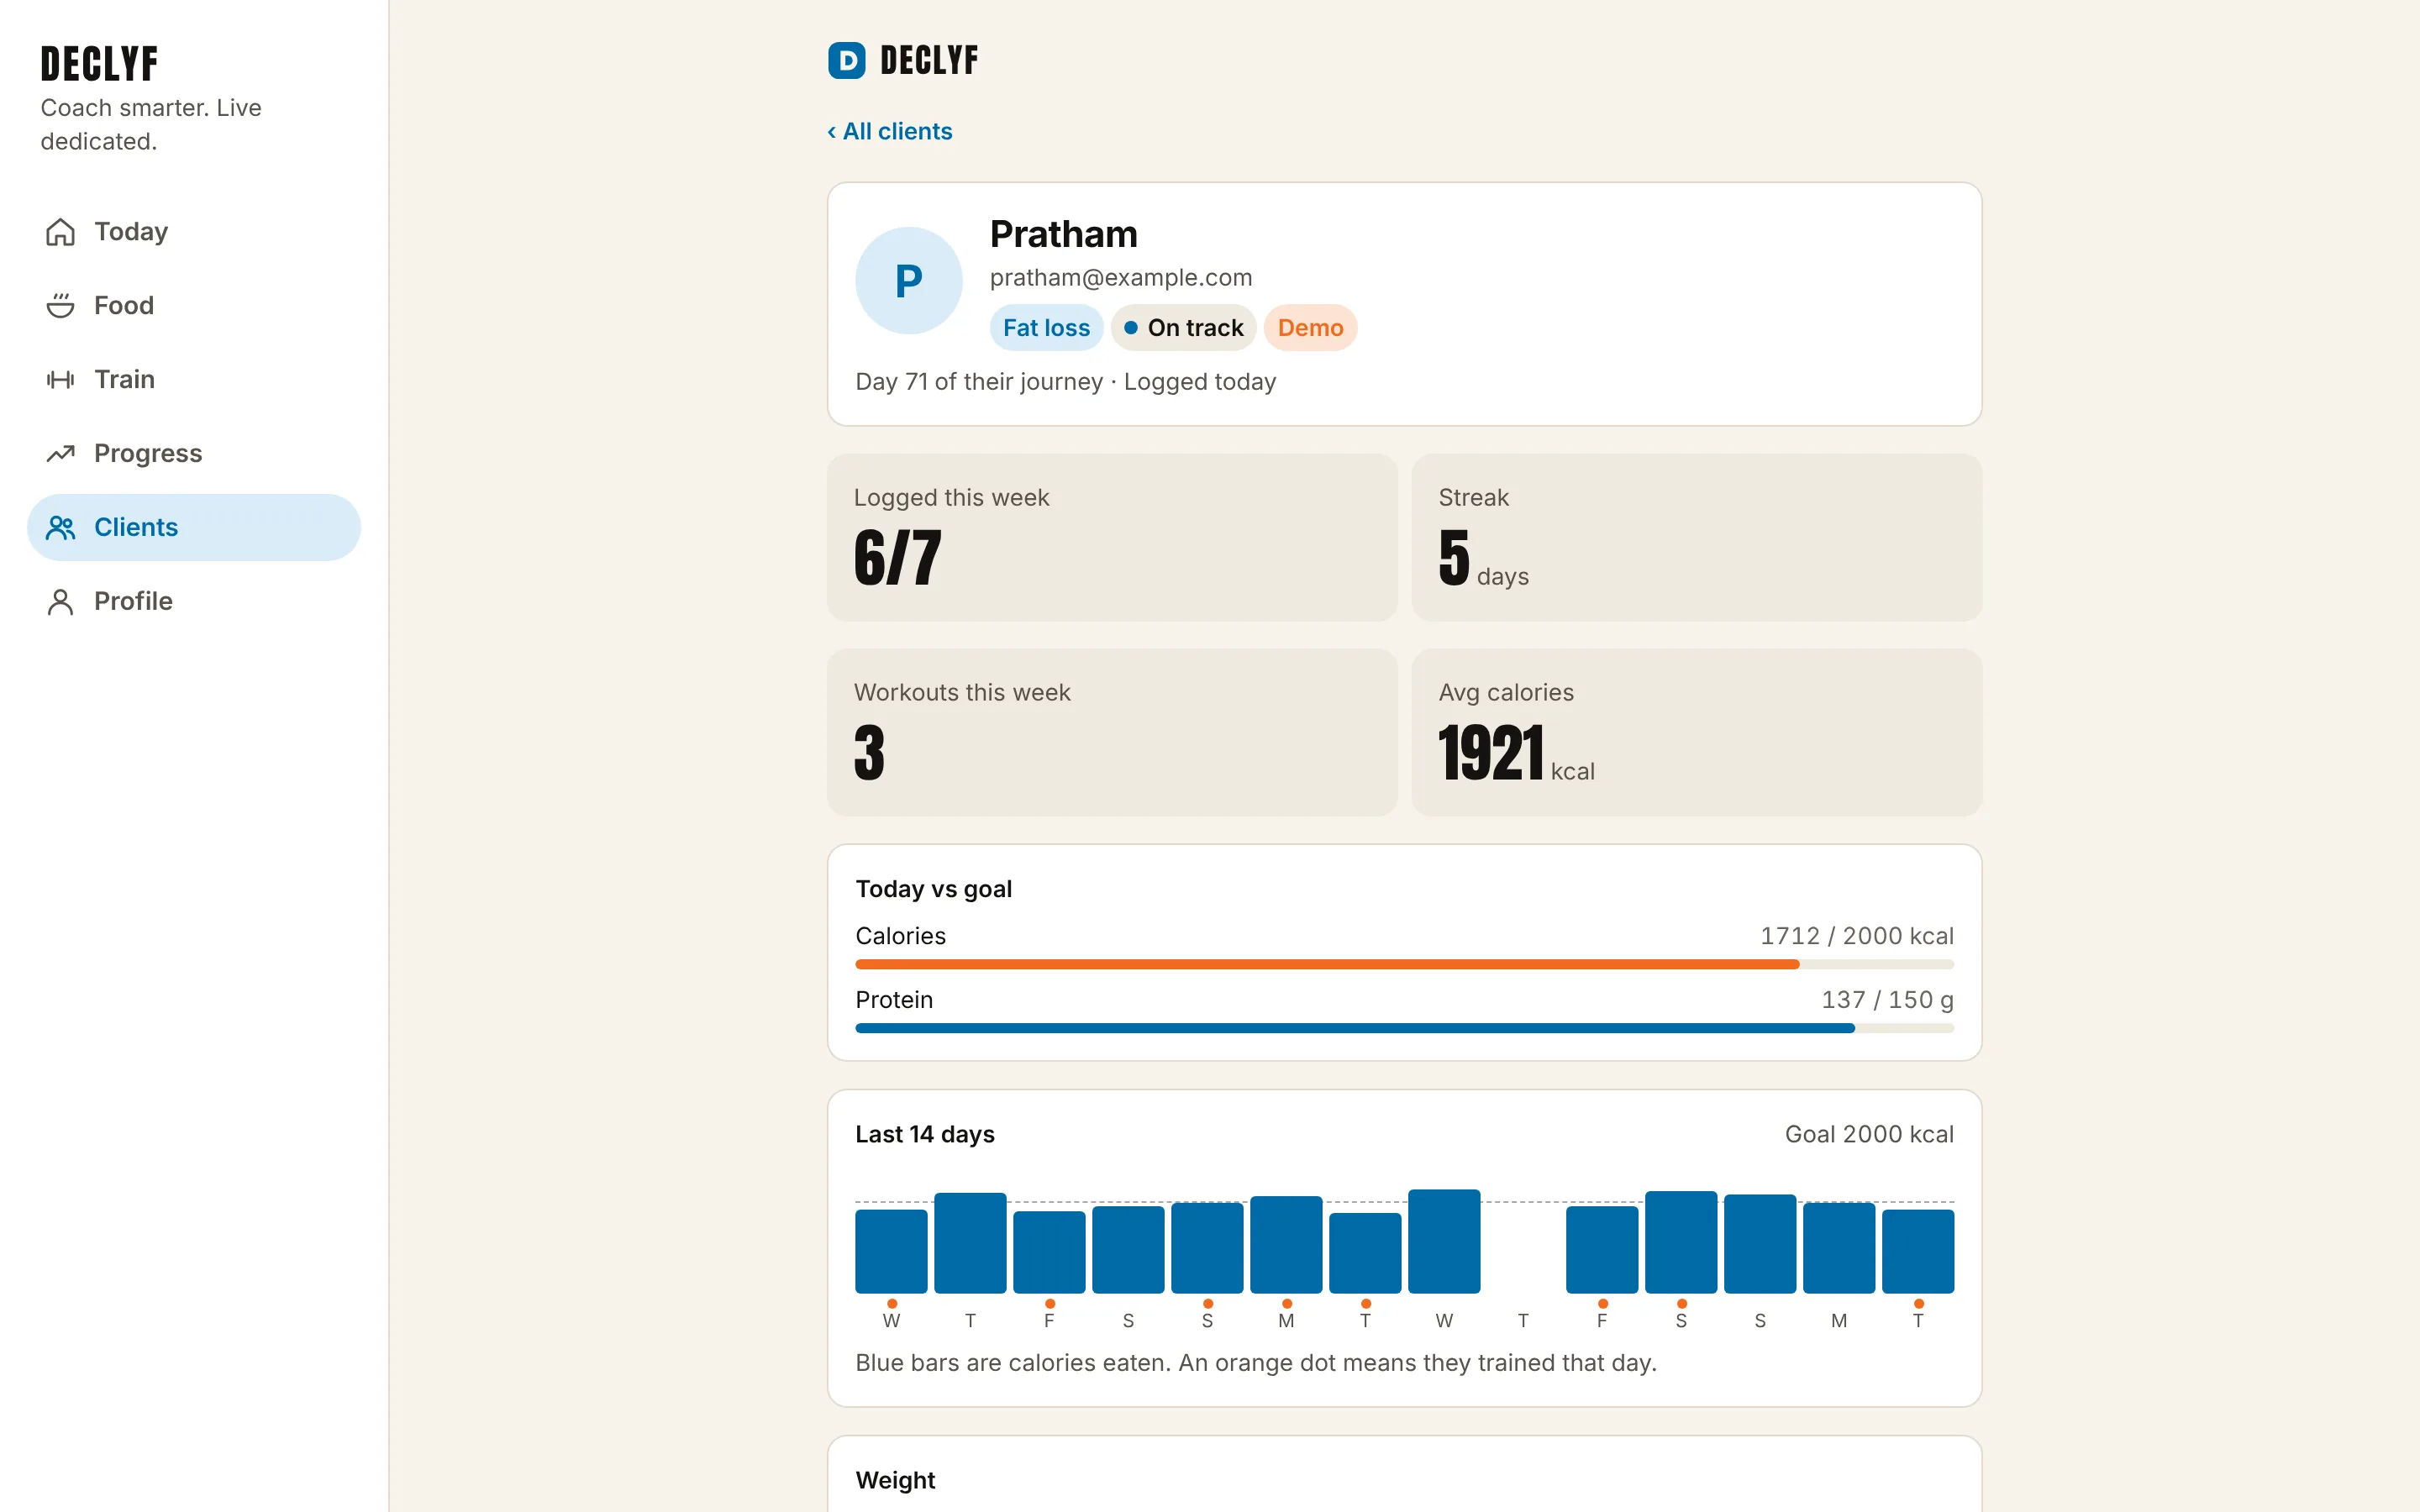 DECLYF
Coach smarter. Live
dedicated.
Today
Food
Train
Progress
Clients
Profile
D DECLYF
‹ All clients
P
Pratham
pratham@example.com
Fat loss On track Demo
Day 71 of their journey · Logged today
Logged this week
6/7
Streak
5 days
Workouts this week
3
Avg calories
1921 kcal
Today vs goal
Calories 1712 / 2000 kcal
Protein 137 / 150 g
Last 14 days Goal 2000 kcal
W T F S S M T W T F S S M T
Blue bars are calories eaten. An orange dot means they trained that day.
Weight